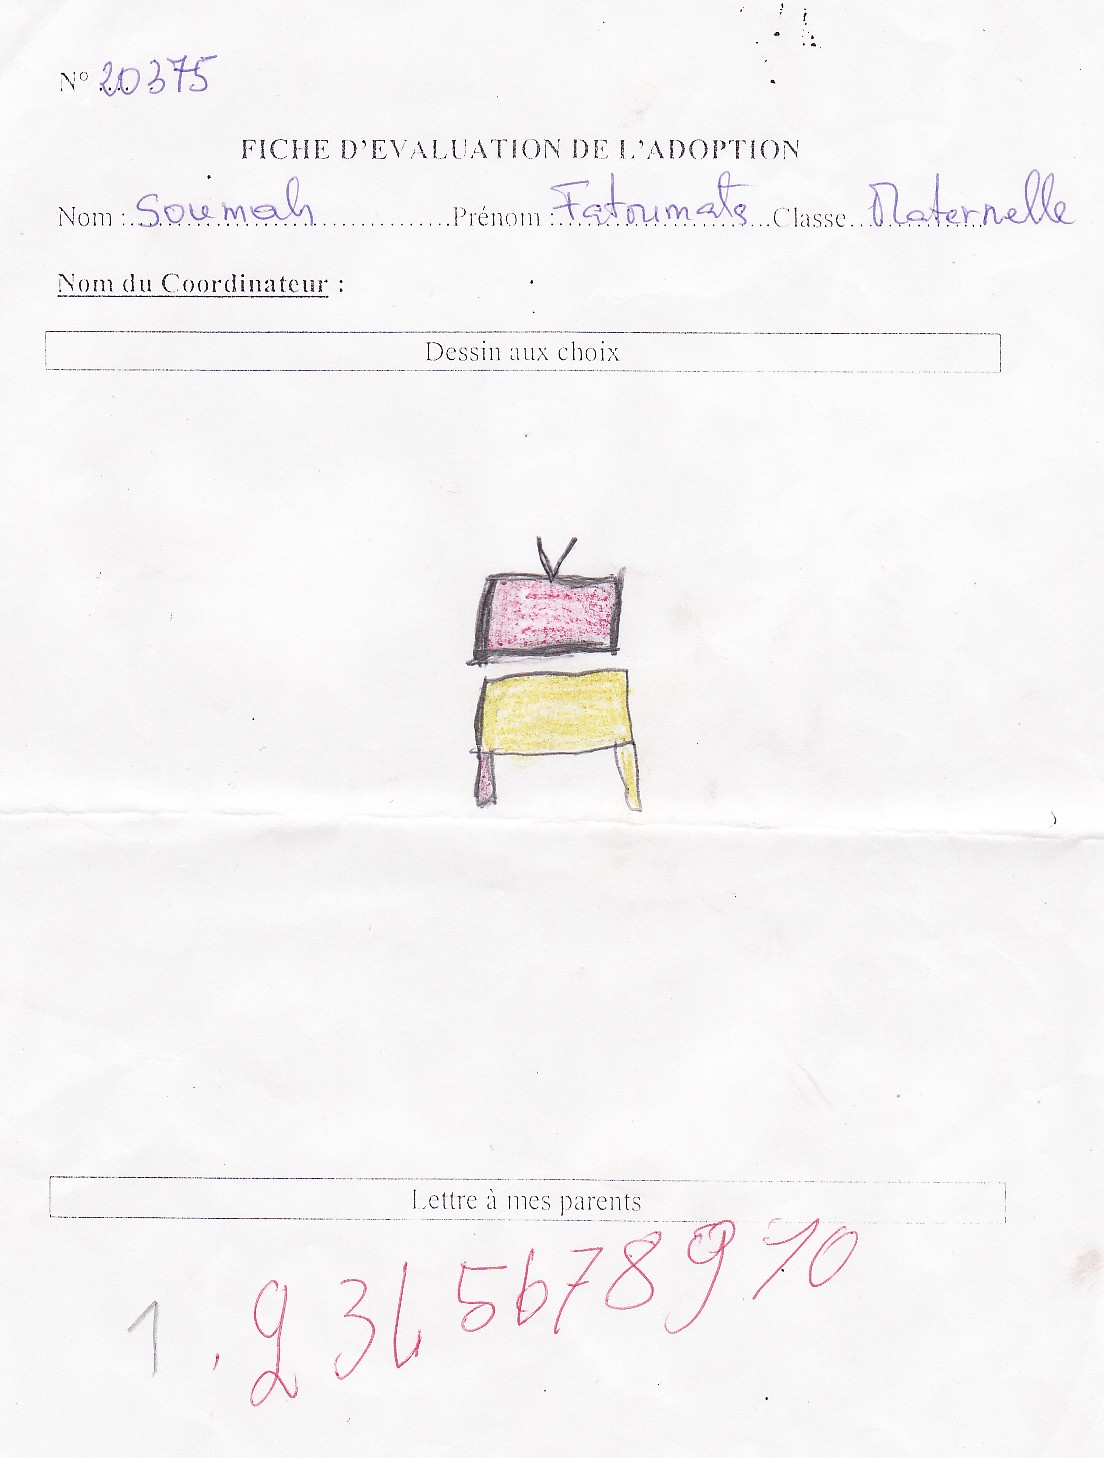 N° 20375
FICHE D'EVALUATION DE L'ADOPTION
Nom : Soumah Prénom : Fatoumata Classe Maternelle
Nom du Coordinateur :
Dessin aux choix
Lettre à mes parents
1 . 2 3 4 5 6 7 8 9 10